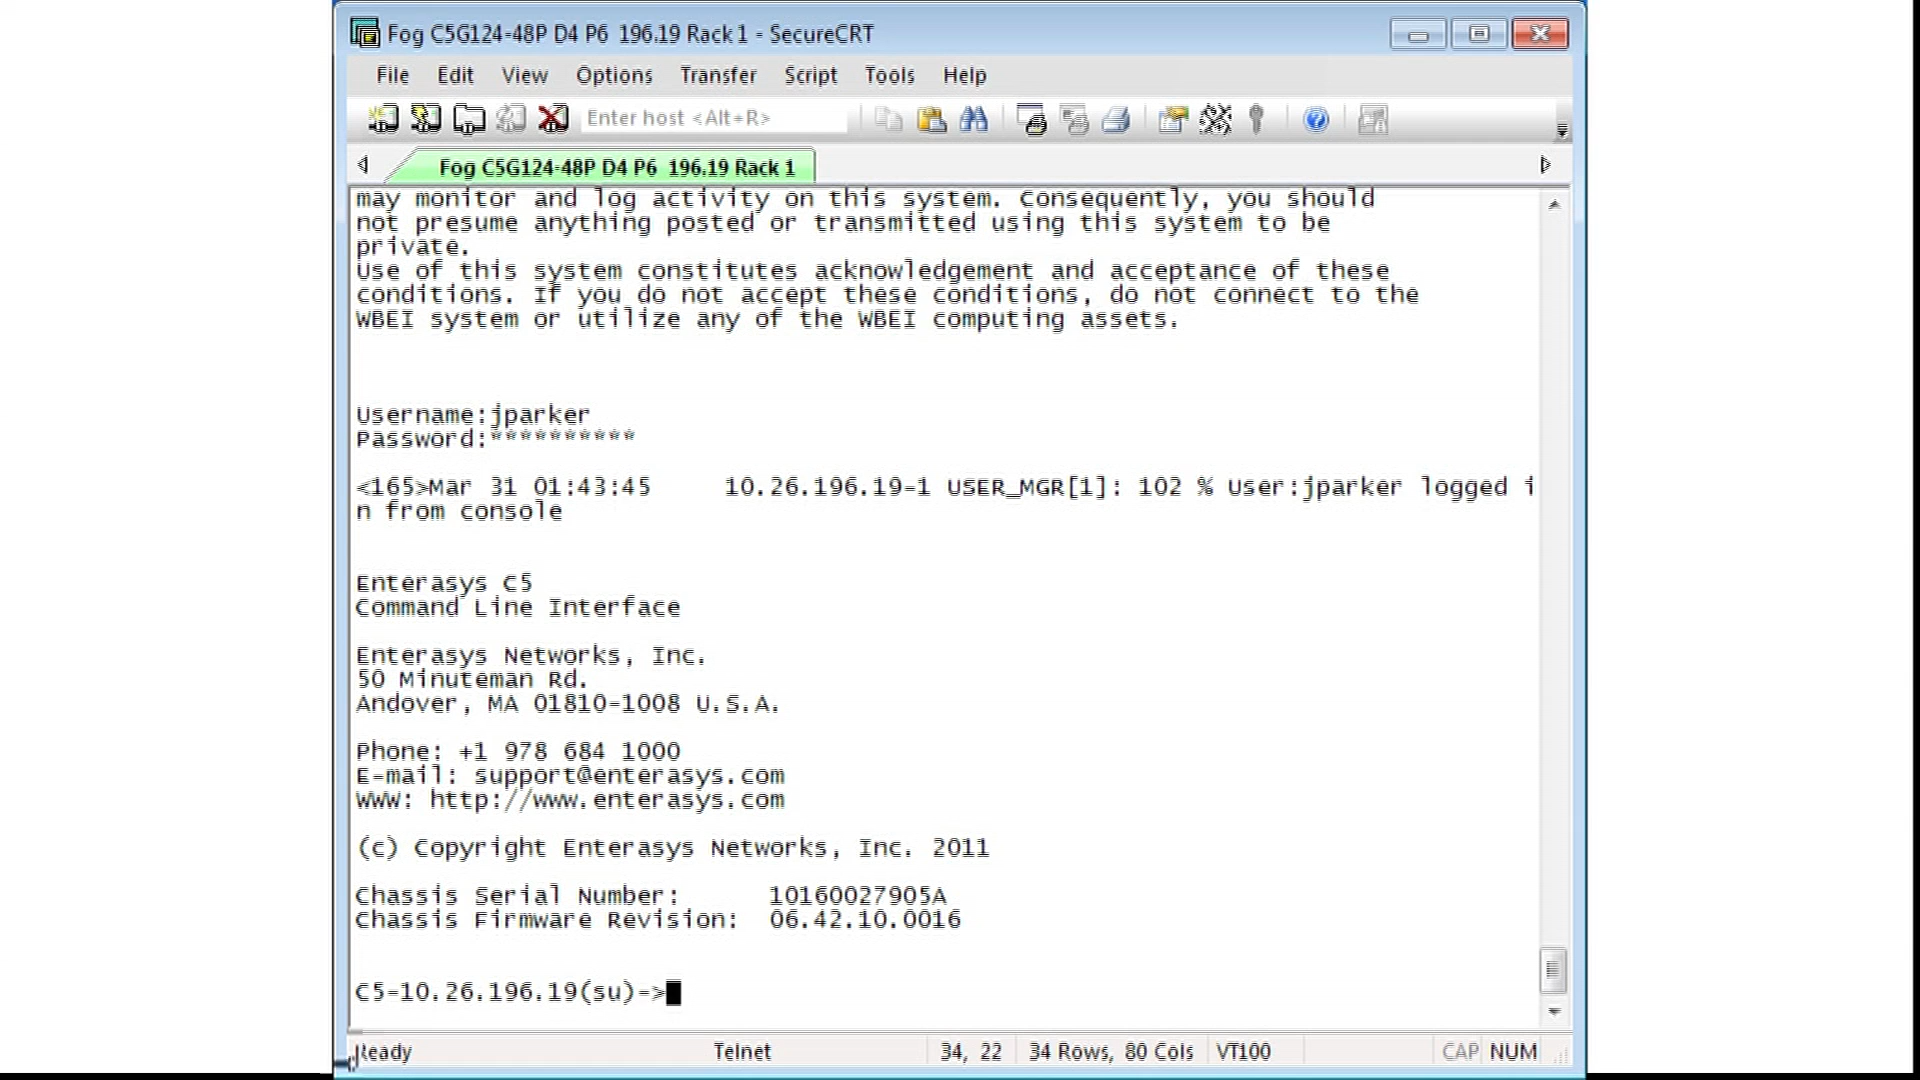 Fog C5G124-48P D4 P6 196.19 Rack 1 - SecureCRT
File Edit View Options Transfer Script Tools Help
Enter host <Alt+R>
Fog C5G124-48P D4 P6 196.19 Rack 1
may monitor and log activity on this system. Consequently, you should
not presume anything posted or transmitted using this system to be
private.
Use of this system constitutes acknowledgement and acceptance of these
conditions. If you do not accept these conditions, do not connect to the
WBEI system or utilize any of the WBEI computing assets.
Username:jparker
Password:**********
<165>Mar 31 01:43:45 10.26.196.19-1 USER_MGR[1]: 102 % User:jparker logged i
n from console
Enterasys C5
Command Line Interface
Enterasys Networks, Inc.
50 Minuteman Rd.
Andover, MA 01810-1008 U.S.A.
Phone: +1 978 684 1000
E-mail: support@enterasys.com
WWW: http://www.enterasys.com
(c) Copyright Enterasys Networks, Inc. 2011
Chassis Serial Number: 10160027905A
Chassis Firmware Revision: 06.42.10.0016
C5-10.26.196.19(su)->
Ready Telnet 34, 22 34 Rows, 80 Cols VT100 CAP NUM